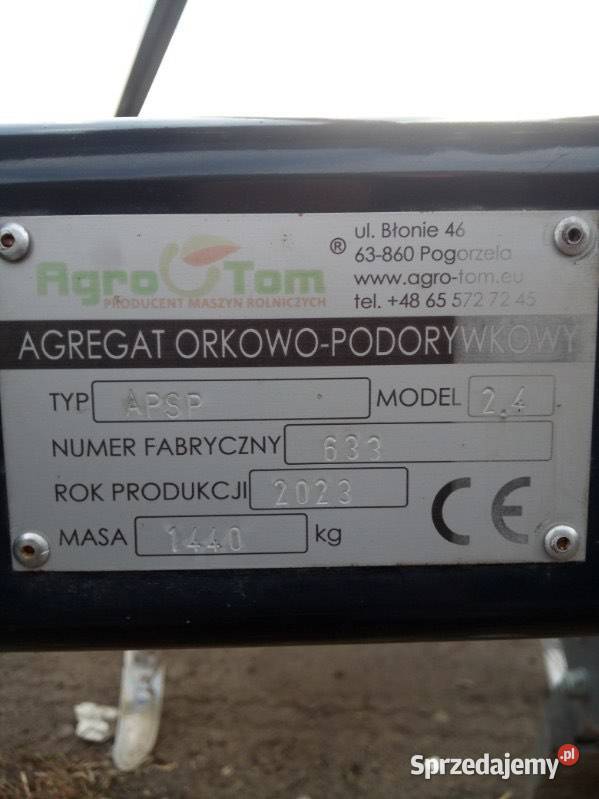 ul. Błonie 46
® 63-860 Pogorzela
www.agro-tom.eu
tel. +48 65 572 72 45
Agro Tom
PRODUCENT MASZYN ROLNICZYCH
AGREGAT ORKOWO-PODORYWKOWY
TYP APSP MODEL 2.4
NUMER FABRYCZNY 633
ROK PRODUKCJI 2023
MASA 1440 kg CE
Sprzedajemy.pl